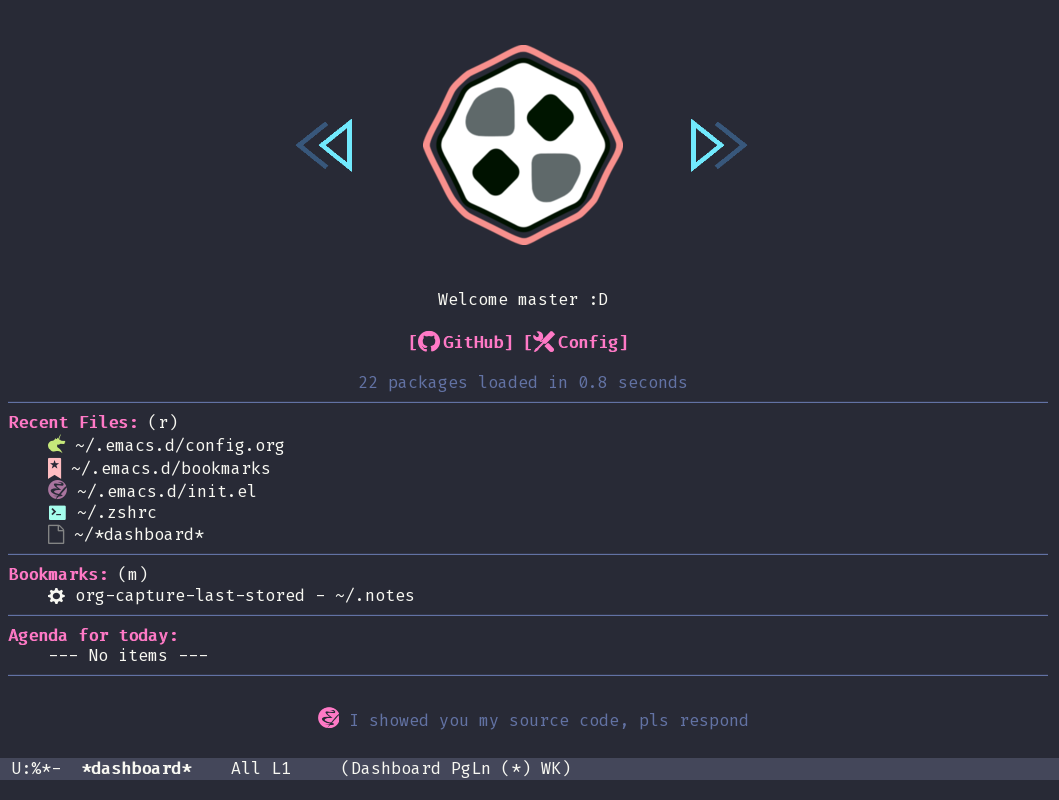 Welcome master :D
[GitHub] [Config]
22 packages loaded in 0.8 seconds
Recent Files: (r)
~/.emacs.d/config.org
~/.emacs.d/bookmarks
~/.emacs.d/init.el
~/.zshrc
~/*dashboard*
Bookmarks: (m)
org-capture-last-stored - ~/.notes
Agenda for today:
--- No items ---
I showed you my source code, pls respond
U:%*-  *dashboard*    All L1     (Dashboard PgLn (*) WK)